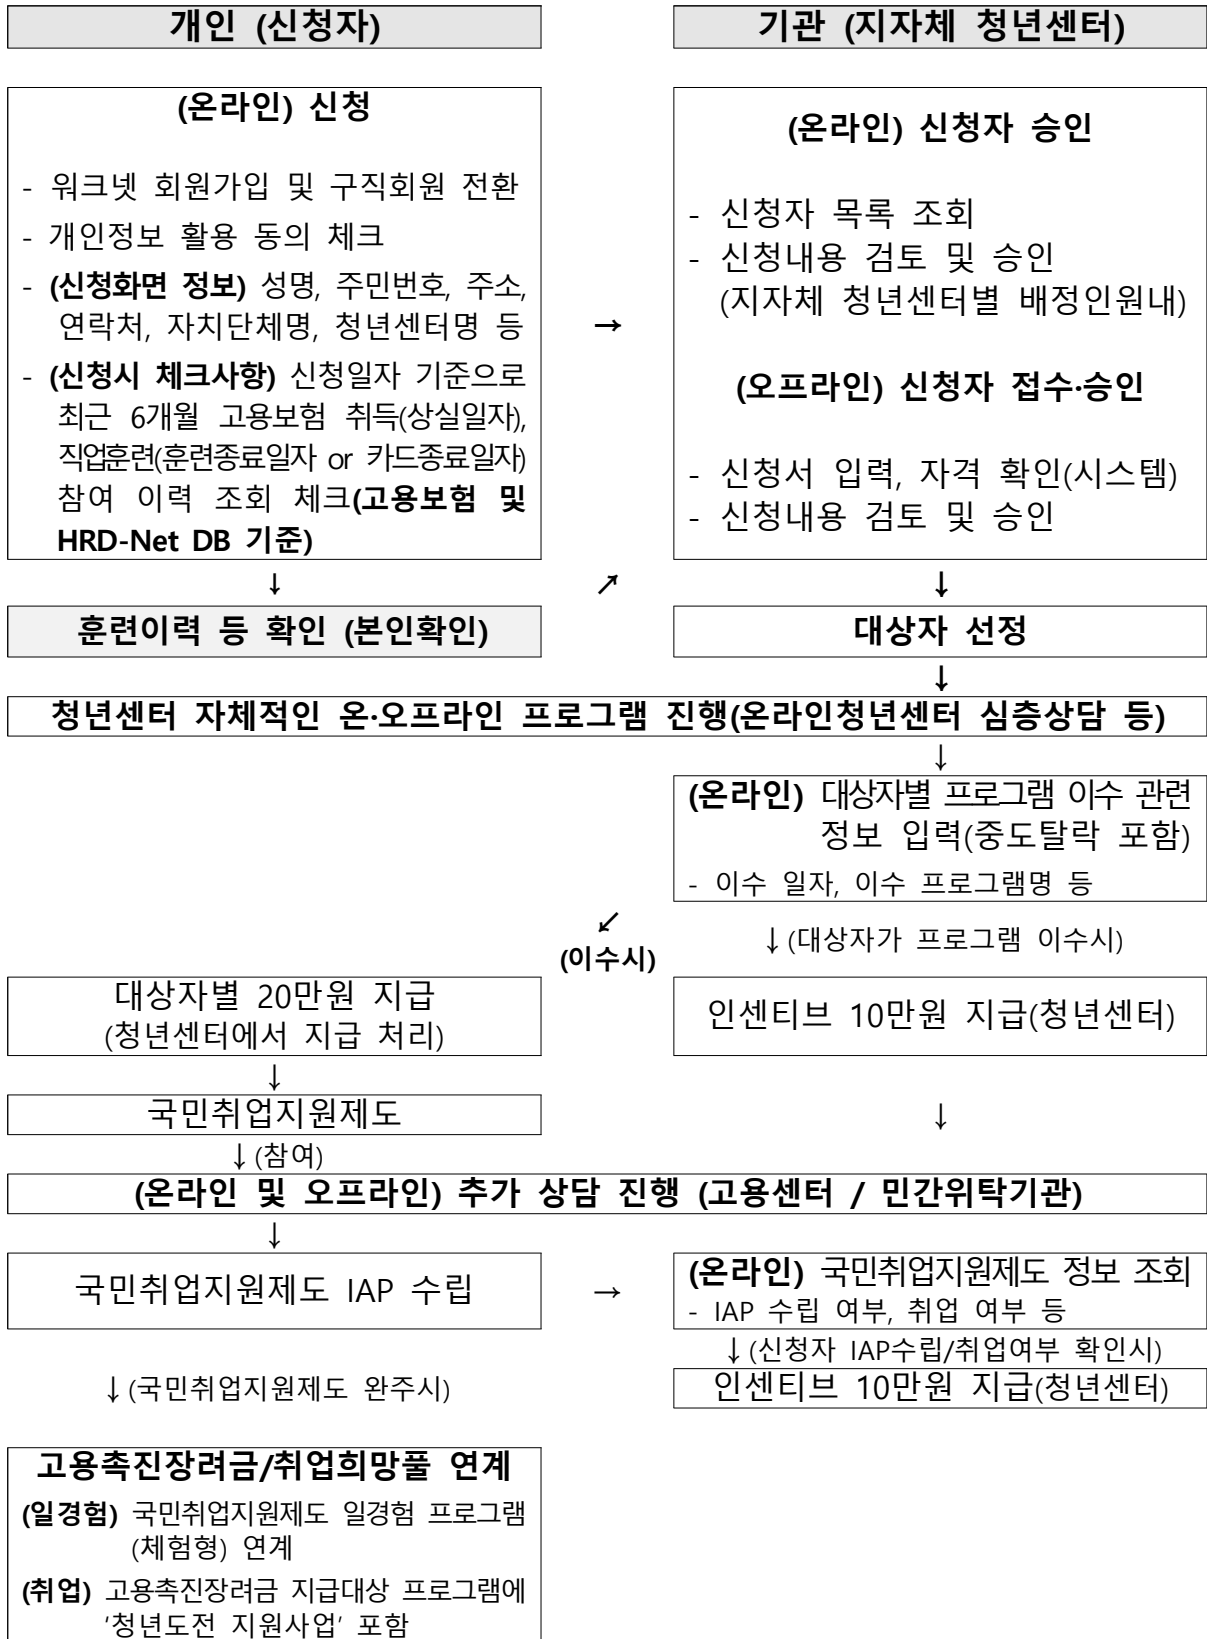 개인 (신청자)
기관 (지자체 청년센터)
(온라인) 신청
- 워크넷 회원가입 및 구직회원 전환
- 개인정보 활용 동의 체크
- (신청화면 정보) 성명, 주민번호, 주소,
연락처, 자치단체명, 청년센터명 등
- (신청시 체크사항) 신청일자 기준으로
최근 6개월 고용보험 취득(상실일자),
직업훈련(훈련종료일자 or 카드종료일자)
참여 이력 조회 체크(고용보험 및
HRD-Net DB 기준)
→
(온라인) 신청자 승인
- 신청자 목록 조회
- 신청내용 검토 및 승인
(지자체 청년센터별 배정인원내)
(오프라인) 신청자 접수·승인
- 신청서 입력, 자격 확인(시스템)
- 신청내용 검토 및 승인
↓ ↗ ↓
훈련이력 등 확인 (본인확인)
대상자 선정
↓
청년센터 자체적인 온·오프라인 프로그램 진행(온라인청년센터 심층상담 등)
↓
(온라인) 대상자별 프로그램 이수 관련
정보 입력(중도탈락 포함)
- 이수 일자, 이수 프로그램명 등
↙
(이수시)
↓(대상자가 프로그램 이수시)
대상자별 20만원 지급
(청년센터에서 지급 처리)
인센티브 10만원 지급(청년센터)
↓
국민취업지원제도
↓
↓(참여)
(온라인 및 오프라인) 추가 상담 진행 (고용센터 / 민간위탁기관)
↓
국민취업지원제도 IAP 수립
→
(온라인) 국민취업지원제도 정보 조회
- IAP 수립 여부, 취업 여부 등
↓(신청자 IAP수립/취업여부 확인시)
↓(국민취업지원제도 완주시)
인센티브 10만원 지급(청년센터)
고용촉진장려금/취업희망풀 연계
(일경험) 국민취업지원제도 일경험 프로그램
(체험형) 연계
(취업) 고용촉진장려금 지급대상 프로그램에
‘청년도전 지원사업’ 포함